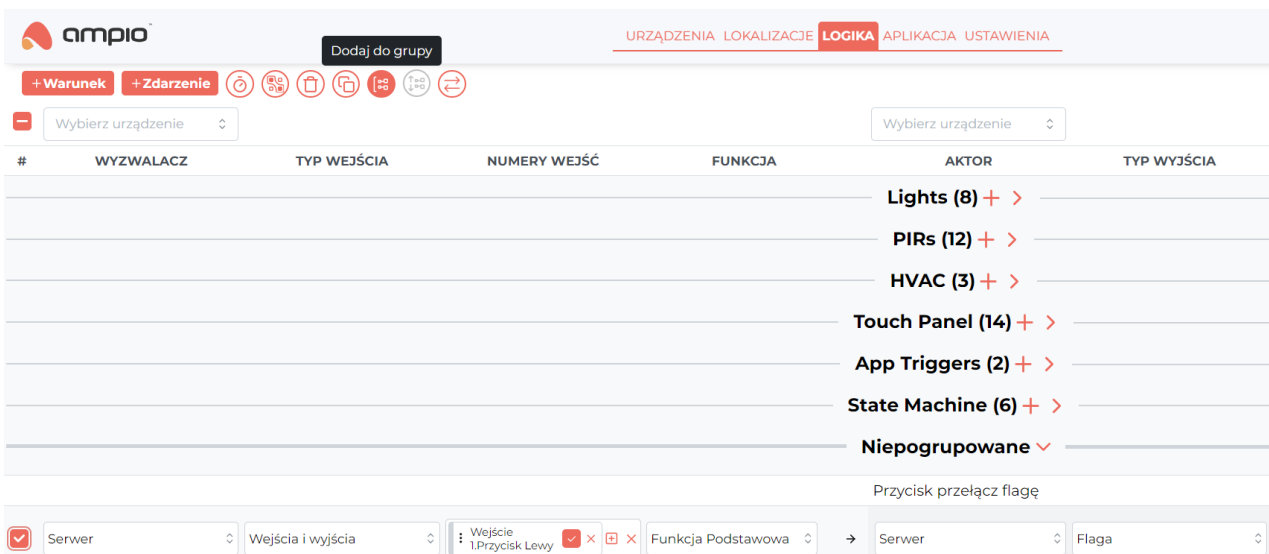 ampio
URZĄDZENIA LOKALIZACJE LOGIKA APLIKACJA USTAWIENIA
Dodaj do grupy
+Warunek +Zdarzenie
Wybierz urządzenie Wybierz urządzenie
# WYZWALACZ TYP WEJŚCIA NUMERY WEJŚĆ FUNKCJA AKTOR TYP WYJŚCIA
Lights (8)
PIRs (12)
HVAC (3)
Touch Panel (14)
App Triggers (2)
State Machine (6)
Niepogrupowane
Przycisk przełącz flagę
Serwer Wejścia i wyjścia Wejście Funkcja Podstawowa → Serwer Flaga
1.Przycisk Lewy